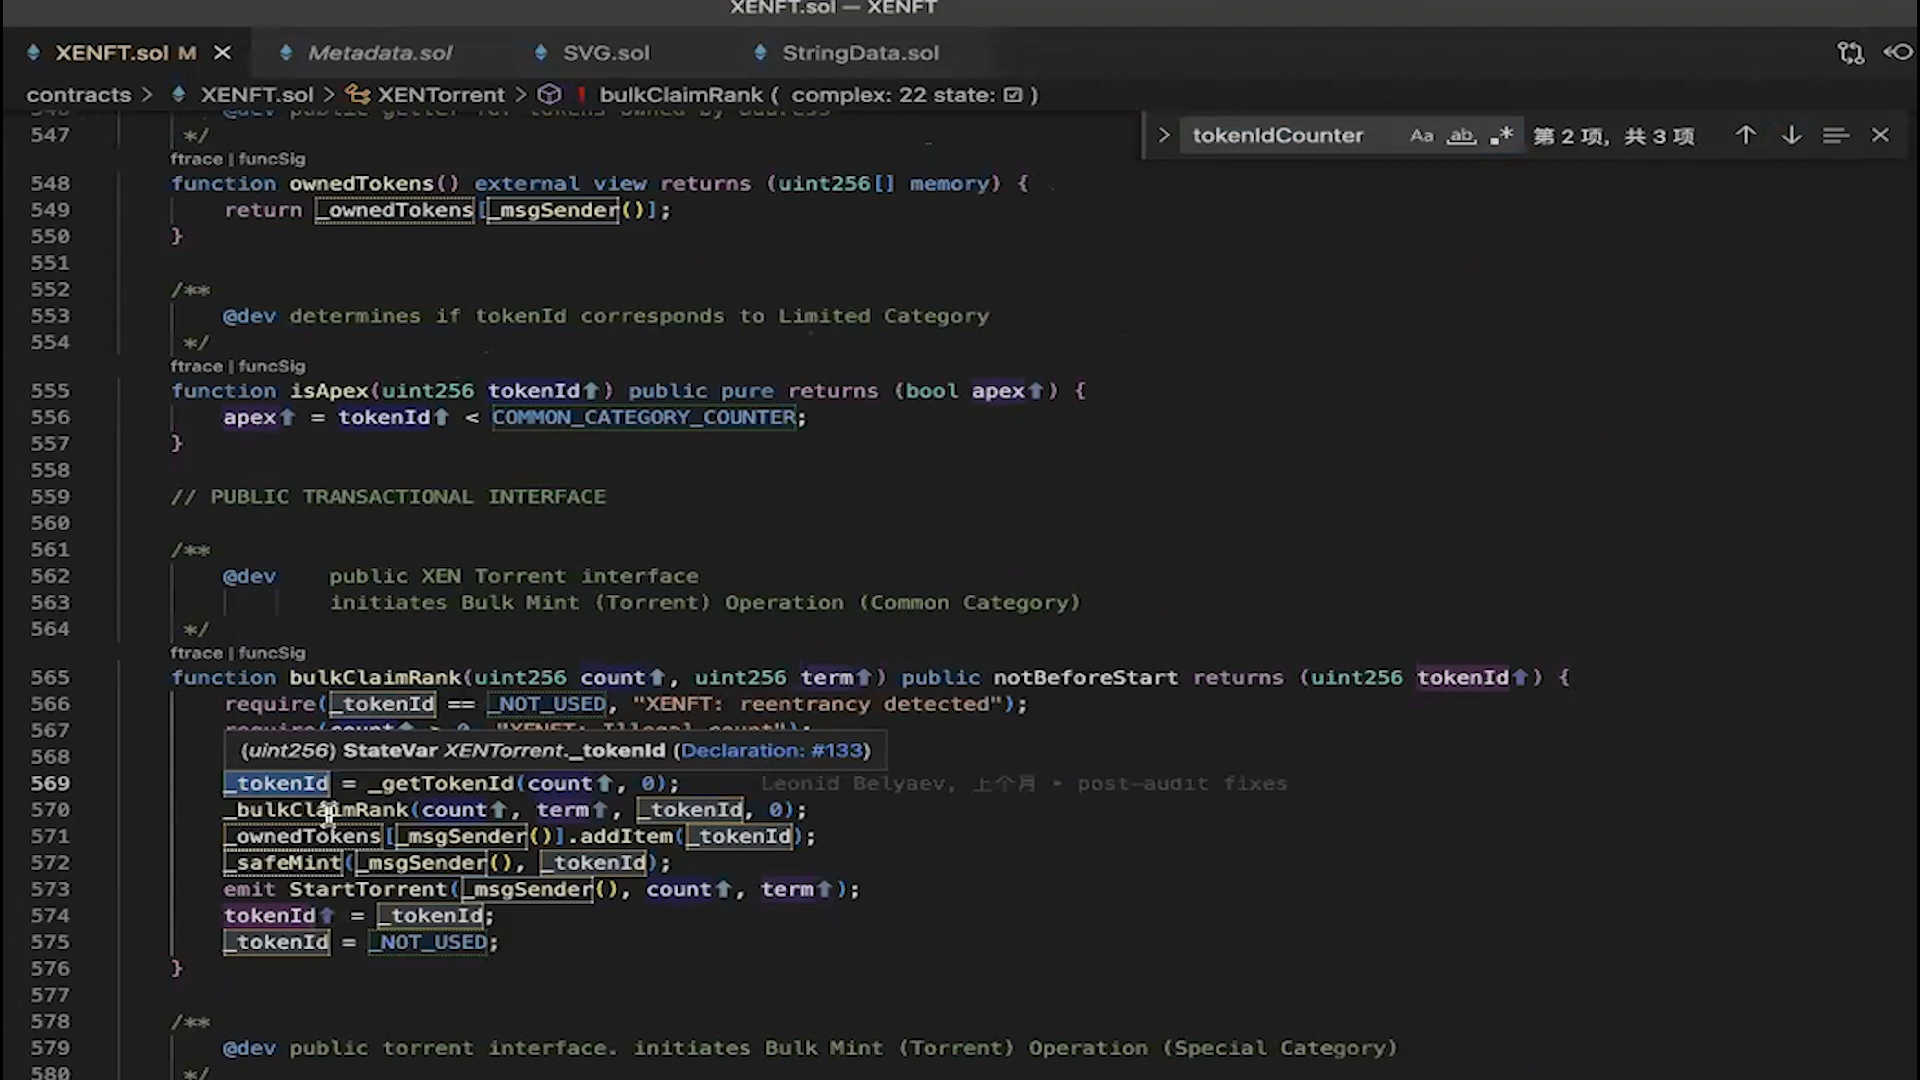 XENFT.sol — XENFT
XENFT.sol M
Metadata.sol
SVG.sol
StringData.sol
contracts > XENFT.sol > XENTorrent > bulkClaimRank ( complex: 22 state: ☑ )
tokenIdCounter Aa ab .* 第 2 项, 共 3 项
547 */
ftrace | funcSig
548 function ownedTokens() external view returns (uint256[] memory) {
549 return _ownedTokens[_msgSender()];
550 }
551
552 /**
553 @dev determines if tokenId corresponds to Limited Category
554 */
ftrace | funcSig
555 function isApex(uint256 tokenId⬆) public pure returns (bool apex⬆) {
556 apex⬆ = tokenId⬆ < COMMON_CATEGORY_COUNTER;
557 }
558
559 // PUBLIC TRANSACTIONAL INTERFACE
560
561 /**
562 @dev public XEN Torrent interface
563 initiates Bulk Mint (Torrent) Operation (Common Category)
564 */
ftrace | funcSig
565 function bulkClaimRank(uint256 count⬆, uint256 term⬆) public notBeforeStart returns (uint256 tokenId⬆) {
566 require(_tokenId == _NOT_USED, "XENFT: reentrancy detected");
567 require(count⬆ > 0, "XENFT: Illegal count");
568
(uint256) StateVar XENTorrent._tokenId (Declaration: #133)
569 _tokenId = _getTokenId(count⬆, 0); Leonid Belyaev, 上个月 • post-audit fixes
570 _bulkClaimRank(count⬆, term⬆, _tokenId, 0);
571 _ownedTokens[_msgSender()].addItem(_tokenId);
572 _safeMint(_msgSender(), _tokenId);
573 emit StartTorrent(_msgSender(), count⬆, term⬆);
574 tokenId⬆ = _tokenId;
575 _tokenId = _NOT_USED;
576 }
577
578 /**
579 @dev public torrent interface. initiates Bulk Mint (Torrent) Operation (Special Category)
580 */